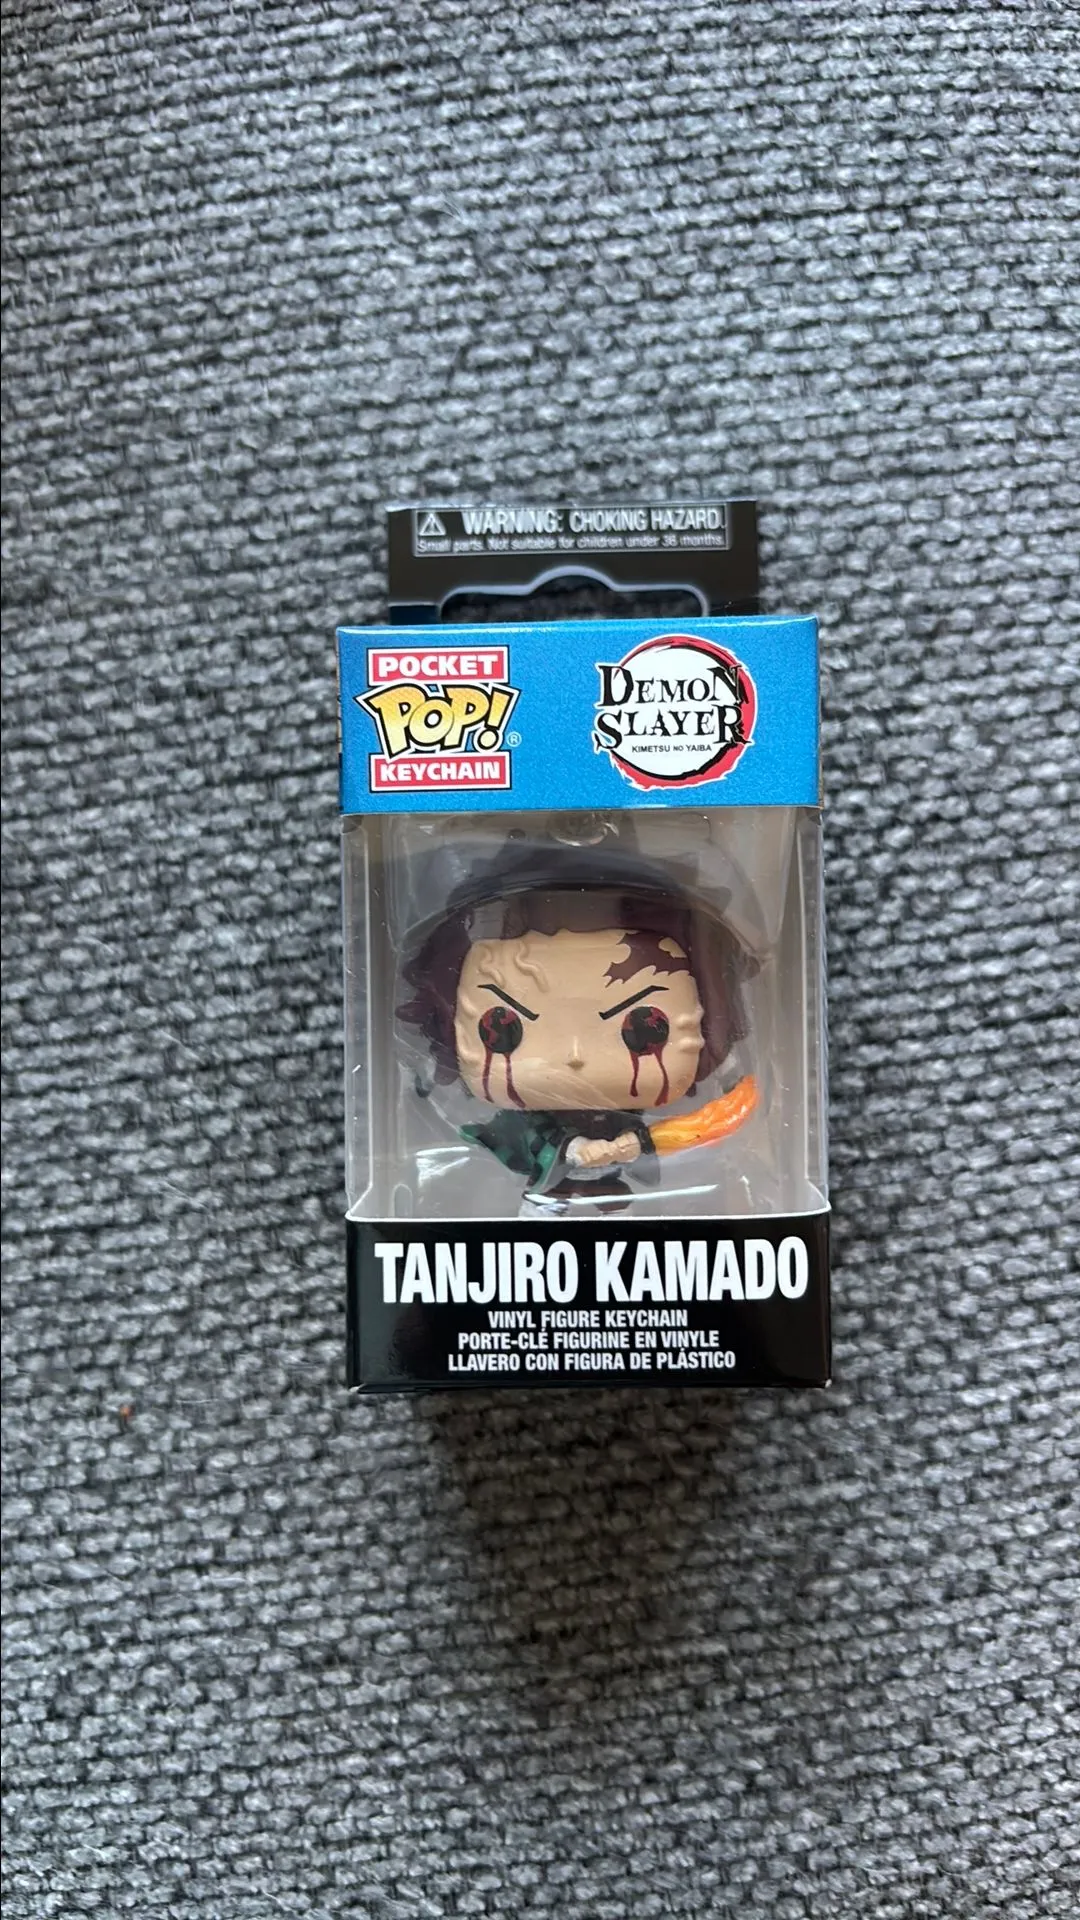 WARNING: CHOKING HAZARD.
Small parts. Not suitable for children under 36 months.
POCKET
POP!®
KEYCHAIN
DEMON
SLAYER
KIMETSU NO YAIBA
TANJIRO KAMADO
VINYL FIGURE KEYCHAIN
PORTE-CLÉ FIGURINE EN VINYLE
LLAVERO CON FIGURA DE PLÁSTICO